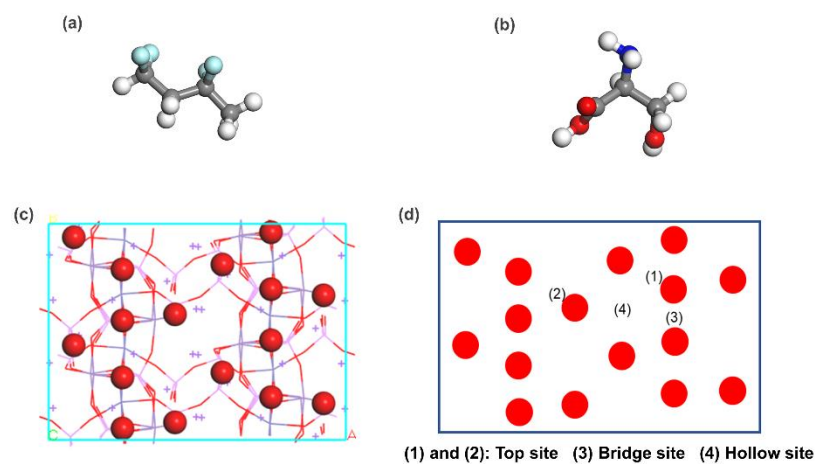 (a)
(b)
(c)
B
C
A
(d)
(1)
(2)
(4)
(3)
(1) and (2): Top site (3) Bridge site (4) Hollow site